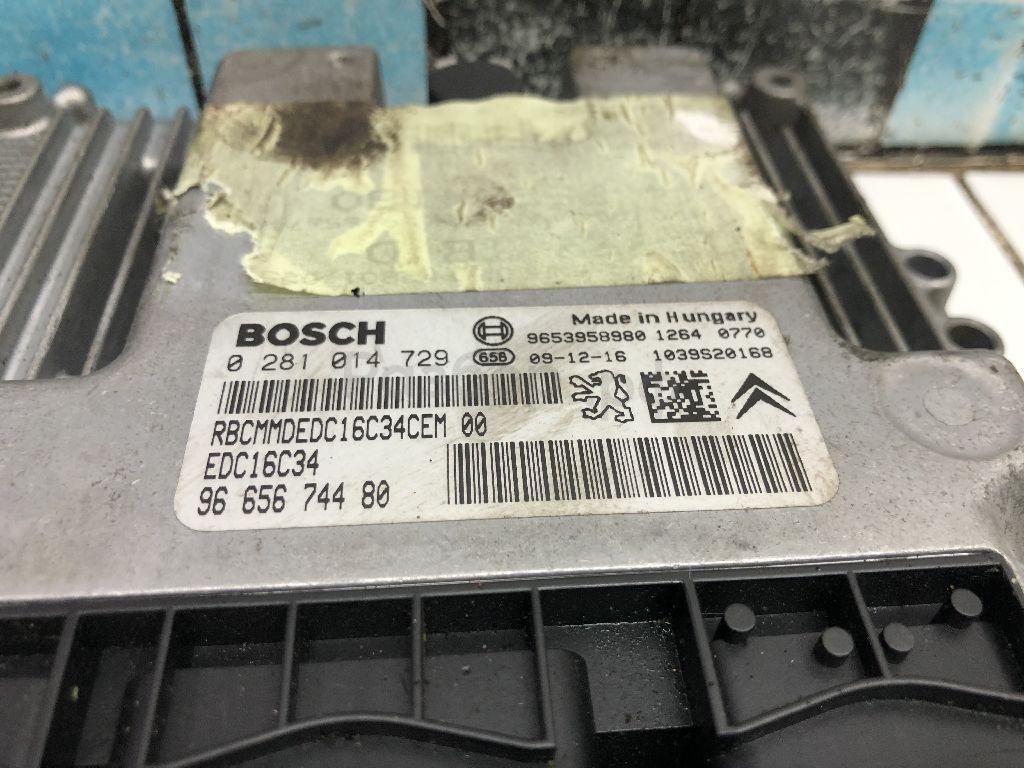 BOSCH
Made in Hungary
9653958980 1264 0770
0 281 014 729
65B 09-12-16 1039S20168
RBCMMDEDC16C34CEM 00
EDC16C34
96 656 744 80